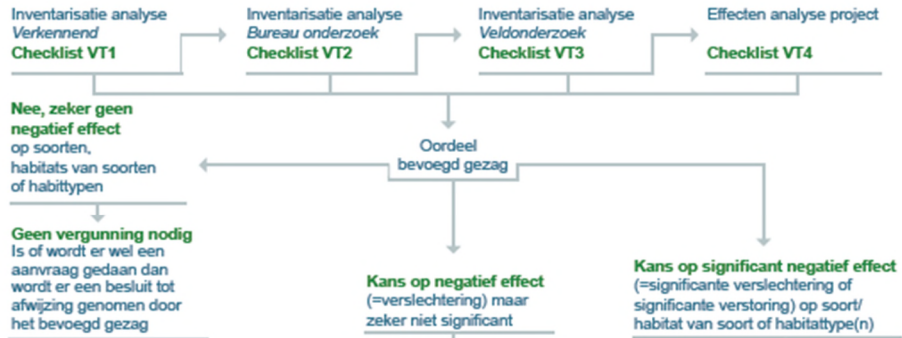 Inventarisatie analyse
Verkennend
Checklist VT1
Inventarisatie analyse
Bureau onderzoek
Checklist VT2
Inventarisatie analyse
Veldonderzoek
Checklist VT3
Effecten analyse project
Checklist VT4
Nee, zeker geen
negatief effect
op soorten,
habitats van soorten
of habittypen
Oordeel
bevoegd gezag
Geen vergunning nodig
Is of wordt er wel een
aanvraag gedaan dan
wordt er een besluit tot
afwijzing genomen door
het bevoegd gezag
Kans op negatief effect
(=verslechtering) maar
zeker niet significant
Kans op significant negatief effect
(=significante verslechtering of
significante verstoring) op soort/
habitat van soort of habitattype(n)